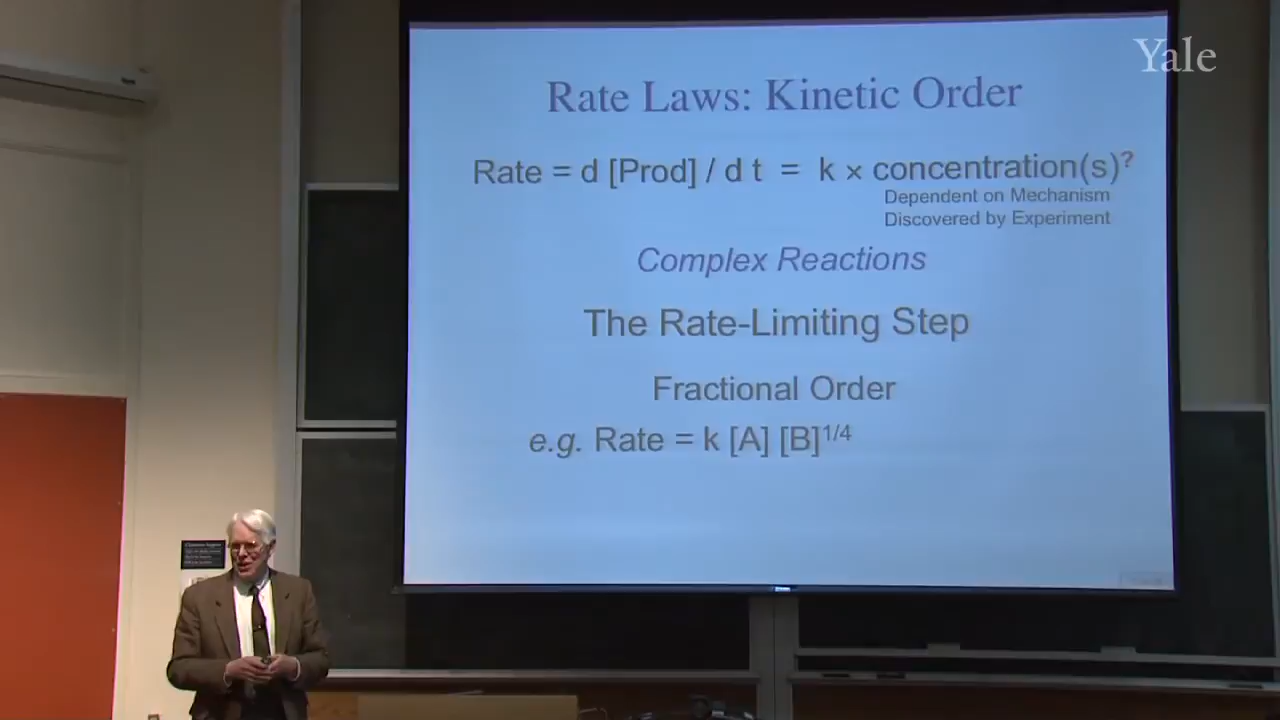 Yale
Rate Laws: Kinetic Order
Rate = d [Prod] / d t = k × concentration(s)?
Dependent on Mechanism
Discovered by Experiment
Complex Reactions
The Rate-Limiting Step
Fractional Order
e.g. Rate = k [A] [B]1/4